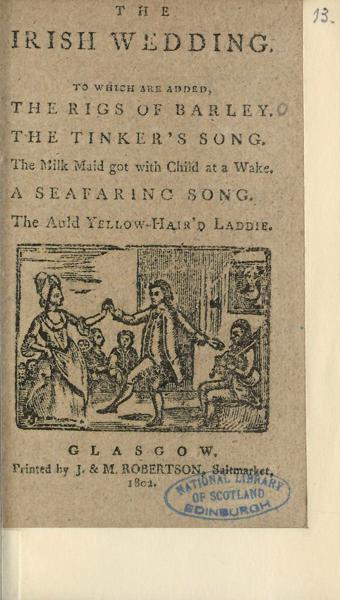 13.
THE
IRISH WEDDING.
TO WHICH ARE ADDED,
THE RIGS OF BARLEY.
THE TINKER'S SONG.
The Milk Maid got with Child at a Wake.
A SEAFARING SONG.
The Auld YELLOW-HAIR'D LADDIE.
GLASGOW,
Printed by J. & M. ROBERTSON, Saltmarket,
1802.
NATIONAL LIBRARY
OF SCOTLAND
EDINBURGH